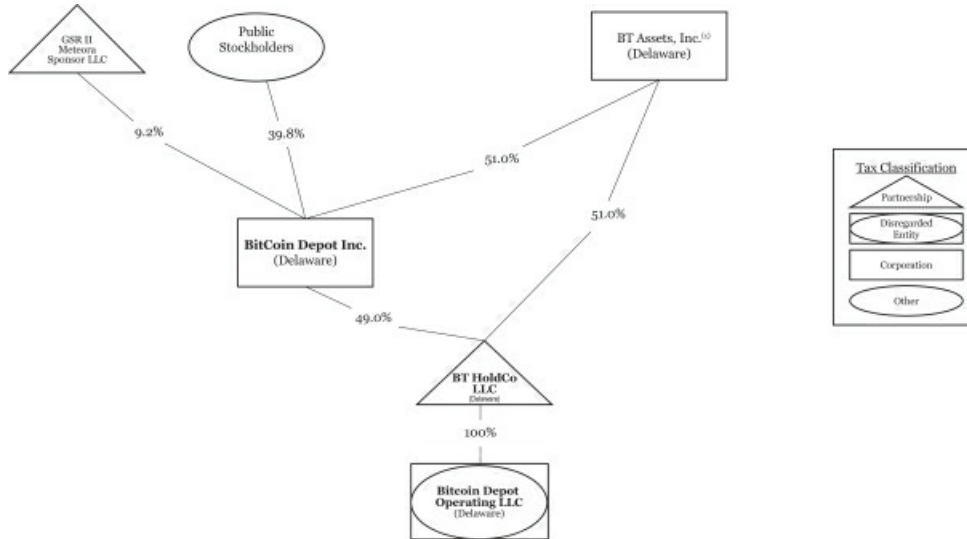 GSR II
Meteora
Sponsor LLC
Public
Stockholders
BT Assets, Inc.(1)
(Delaware)
9.2%
39.8%
51.0%
51.0%
Tax Classification
Partnership
Disregarded
Entity
Corporation
Other
BitCoin Depot Inc.
(Delaware)
49.0%
BT HoldCo
LLC
(Delaware)
100%
Bitcoin Depot
Operating LLC
(Delaware)